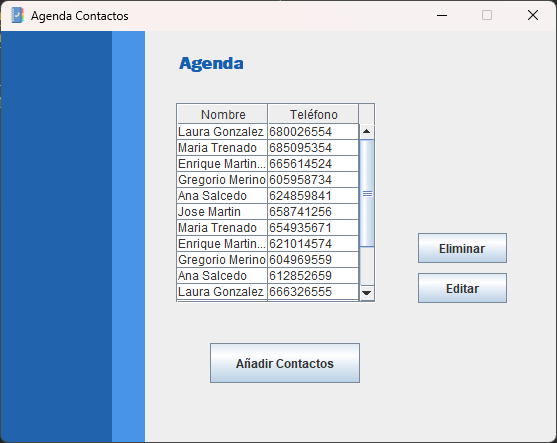 Agenda Contactos
Agenda
Nombre Teléfono
Laura Gonzalez 680026554
Maria Trenado 685095354
Enrique Martin... 665614524
Gregorio Merino 605958734
Ana Salcedo 624859841
Jose Martin 658741256
Maria Trenado 654935671
Enrique Martin... 621014574
Gregorio Merino 604969559
Ana Salcedo 612852659
Laura Gonzalez 666326555
Eliminar
Editar
Añadir Contactos